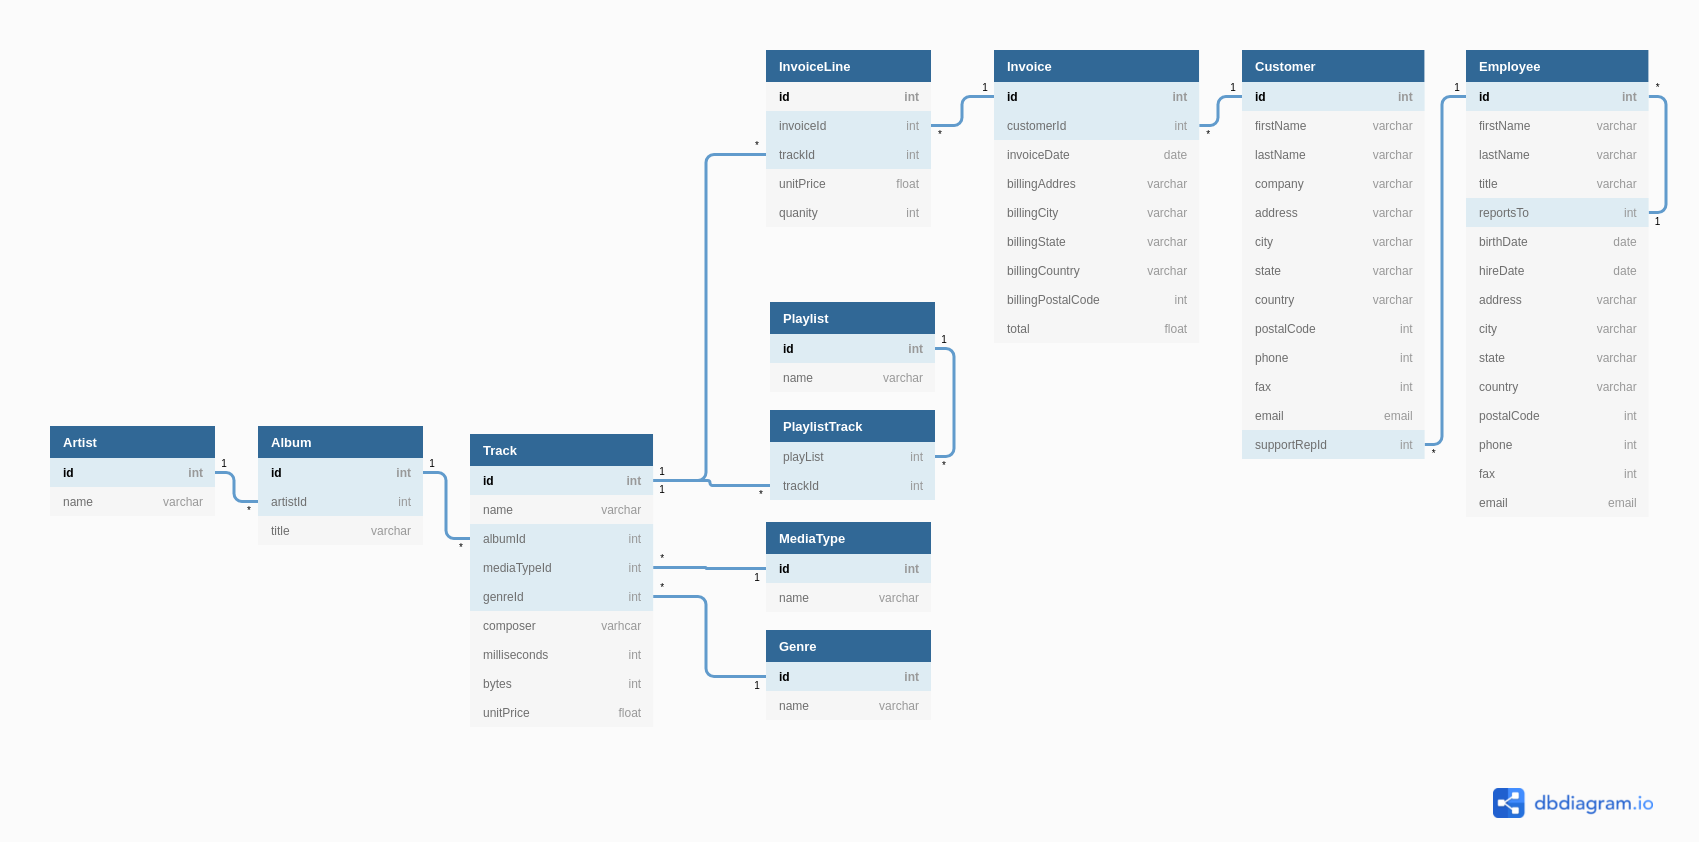 InvoiceLine
id int
invoiceId int
trackId int
unitPrice float
quanity int
* * 
Invoice
id int
customerId int
invoiceDate date
billingAddres varchar
billingCity varchar
billingState varchar
billingCountry varchar
billingPostalCode int
total float
1 *
Customer
id int
firstName varchar
lastName varchar
company varchar
address varchar
city varchar
state varchar
country varchar
postalCode int
phone int
fax int
email email
supportRepId int
1 *
Employee
id int
firstName varchar
lastName varchar
title varchar
reportsTo int
birthDate date
hireDate date
address varchar
city varchar
state varchar
country varchar
postalCode int
phone int
fax int
email email
1 * 1
Playlist
id int
name varchar
1
PlaylistTrack
playList int
trackId int
* *
Artist
id int
name varchar
1
Album
id int
artistId int
title varchar
1 *
Track
id int
name varchar
albumId int
mediaTypeId int
genreId int
composer varhcar
milliseconds int
bytes int
unitPrice float
1 1 * * *
MediaType
id int
name varchar
1
Genre
id int
name varchar
1
dbdiagram.io